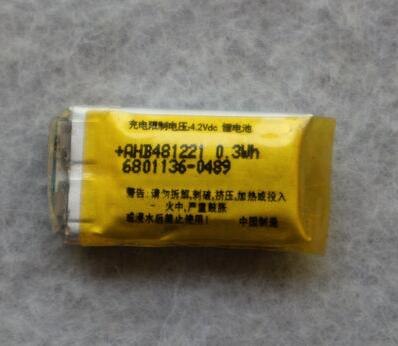 充电限制电压:4.2Vdc 锂电池
+AHB481221 0.3Wh
6801136-0489
警告:请勿拆解,刺破,挤压,加热或投入
火中,严重鼓胀
或浸水后禁止使用! 中国制造